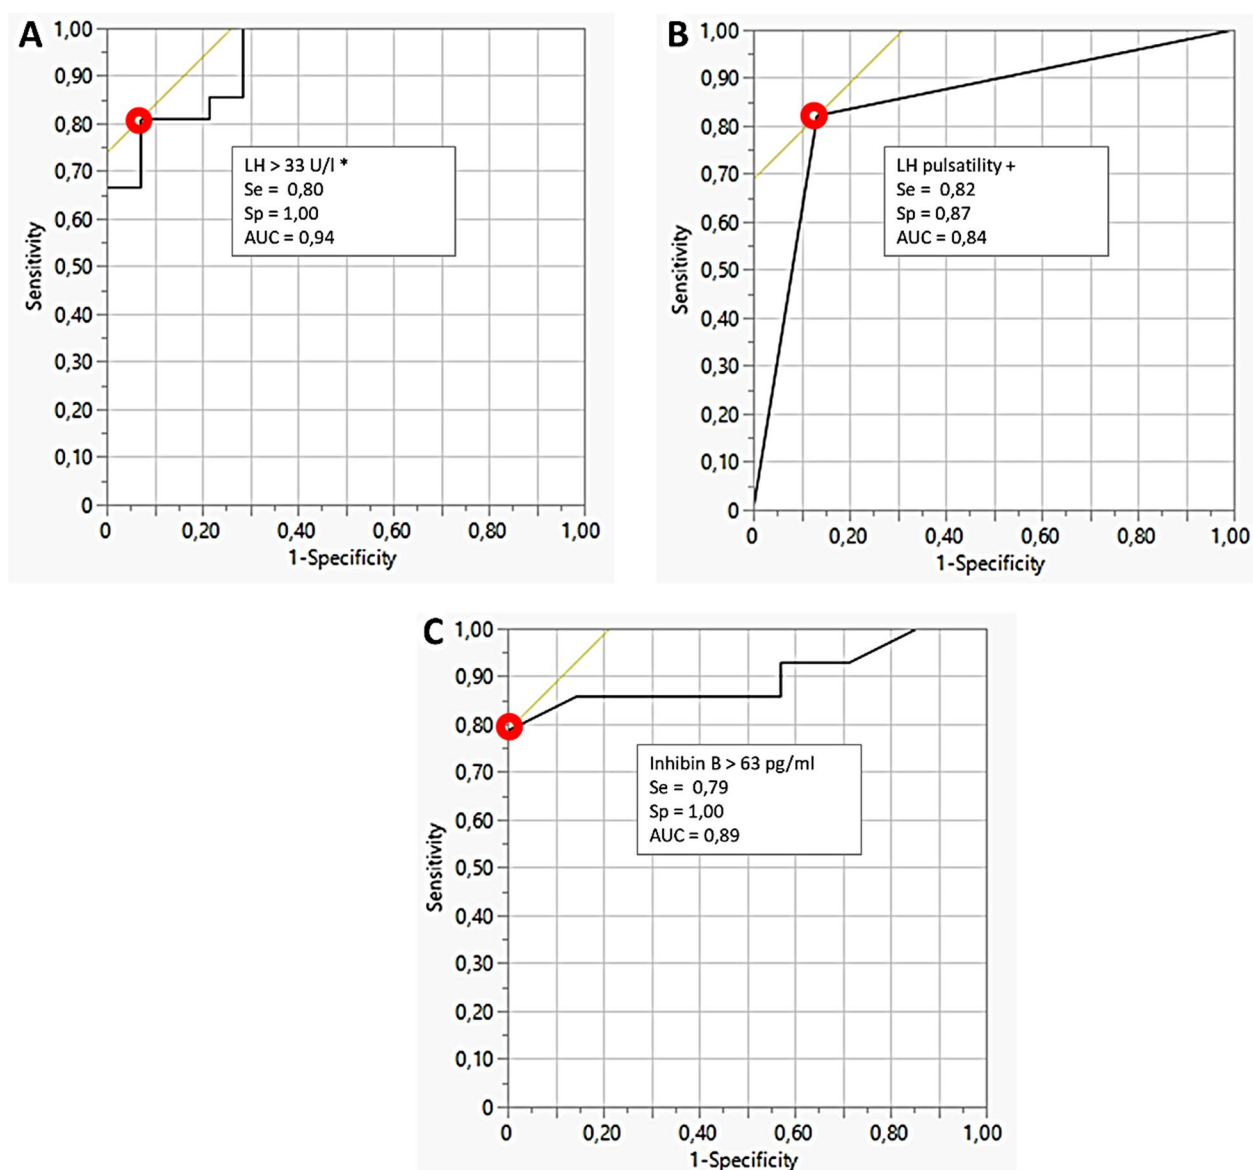 A
1,00
0,90
0,80
0,70
0,60
0,50
0,40
0,30
0,20
0,10
0
Sensitivity
LH > 33 U/l *
Se = 0,80
Sp = 1,00
AUC = 0,94
0 0,20 0,40 0,60 0,80 1,00
1-Specificity
B
1,00
0,90
0,80
0,70
0,60
0,50
0,40
0,30
0,20
0,10
0
Sensitivity
LH pulsatility +
Se = 0,82
Sp = 0,87
AUC = 0,84
0 0,20 0,40 0,60 0,80 1,00
1-Specificity
C
1,00
0,90
0,80
0,70
0,60
0,50
0,40
0,30
0,20
0,10
0
Sensitivity
Inhibin B > 63 pg/ml
Se = 0,79
Sp = 1,00
AUC = 0,89
0 0,20 0,40 0,60 0,80 1,00
1-Specificity